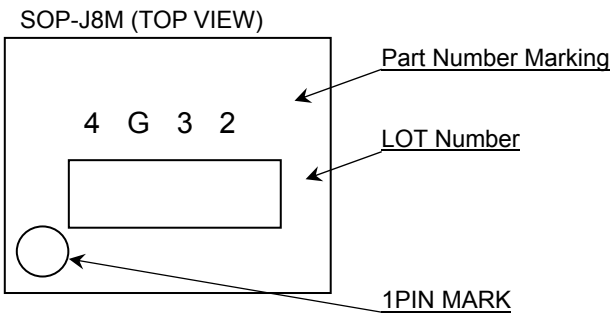 SOP-J8M (TOP VIEW)
Part Number Marking
4 G 3 2
LOT Number
1PIN MARK